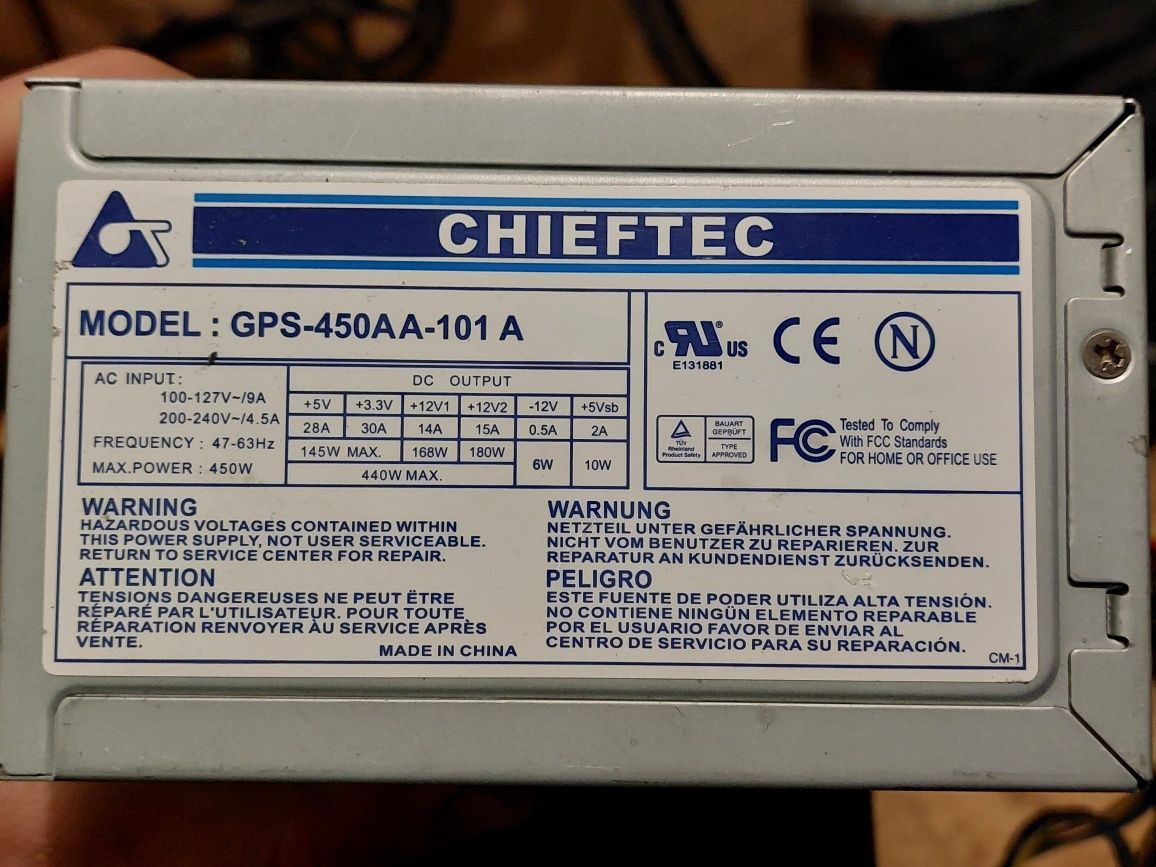 CHIEFTEC
MODEL : GPS-450AA-101 A
AC INPUT:
100-127V~/9A
200-240V~/4.5A
FREQUENCY : 47-63Hz
MAX.POWER : 450W
DC OUTPUT
+5V +3.3V +12V1 +12V2 -12V +5Vsb
28A 30A 14A 15A 0.5A 2A
145W MAX. 168W 180W 6W 10W
440W MAX.
c RU ® US
E131881
CE
N
TÜV
Rheinland
Product Safety
BAUART
GEPRÜFT
TYPE
APPROVED
FC
Tested To Comply
With FCC Standards
FOR HOME OR OFFICE USE
WARNING
HAZARDOUS VOLTAGES CONTAINED WITHIN
THIS POWER SUPPLY, NOT USER SERVICEABLE.
RETURN TO SERVICE CENTER FOR REPAIR.
ATTENTION
TENSIONS DANGEREUSES NE PEUT ËTRE
RÉPARÉ PAR L'UTILISATEUR. POUR TOUTE
RÉPARATION RENVOYER ÀU SERVICE APRÈS
VENTE.
MADE IN CHINA
WARNUNG
NETZTEIL UNTER GEFÄHRLICHER SPANNUNG.
NICHT VOM BENUTZER ZU REPARIEREN. ZUR
REPARATUR AN KUNDENDIENST ZURÜCKSENDEN.
PELIGRO
ESTE FUENTE DE PODER UTILIZA ALTA TENSIÓN.
NO CONTIENE NINGÜN ELEMENTO REPARABLE
POR EL USUARIO FAVOR DE ENVIAR AL
CENTRO DE SERVICIO PARA SU REPARACIÓN.
CM-1